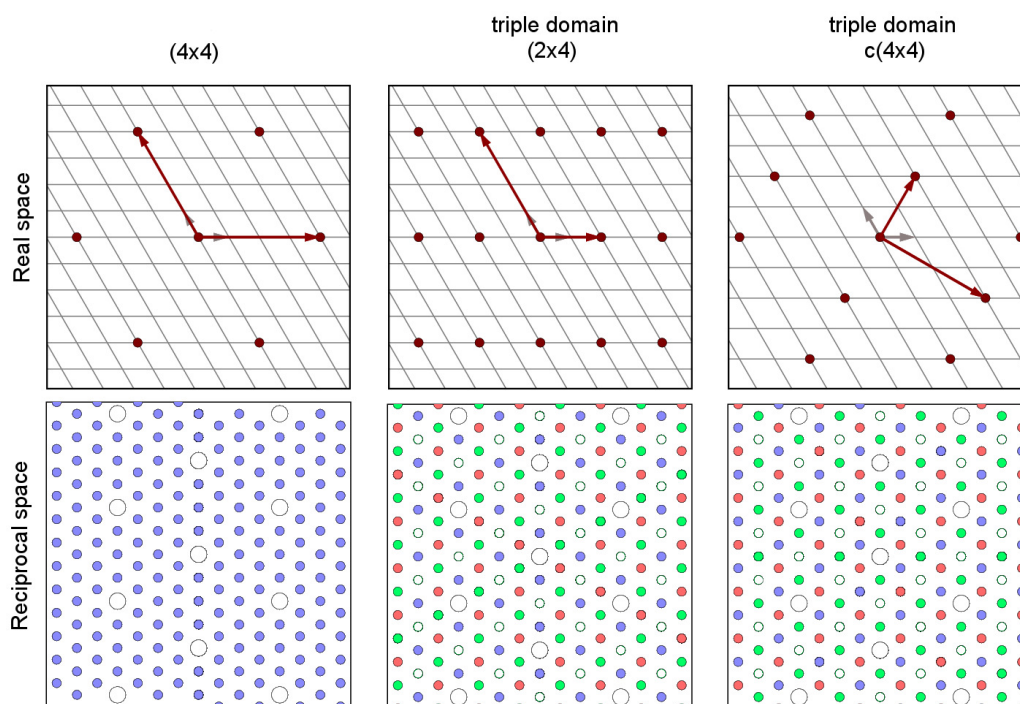 (4x4)
triple domain
(2x4)
triple domain
c(4x4)
Real space
Reciprocal space